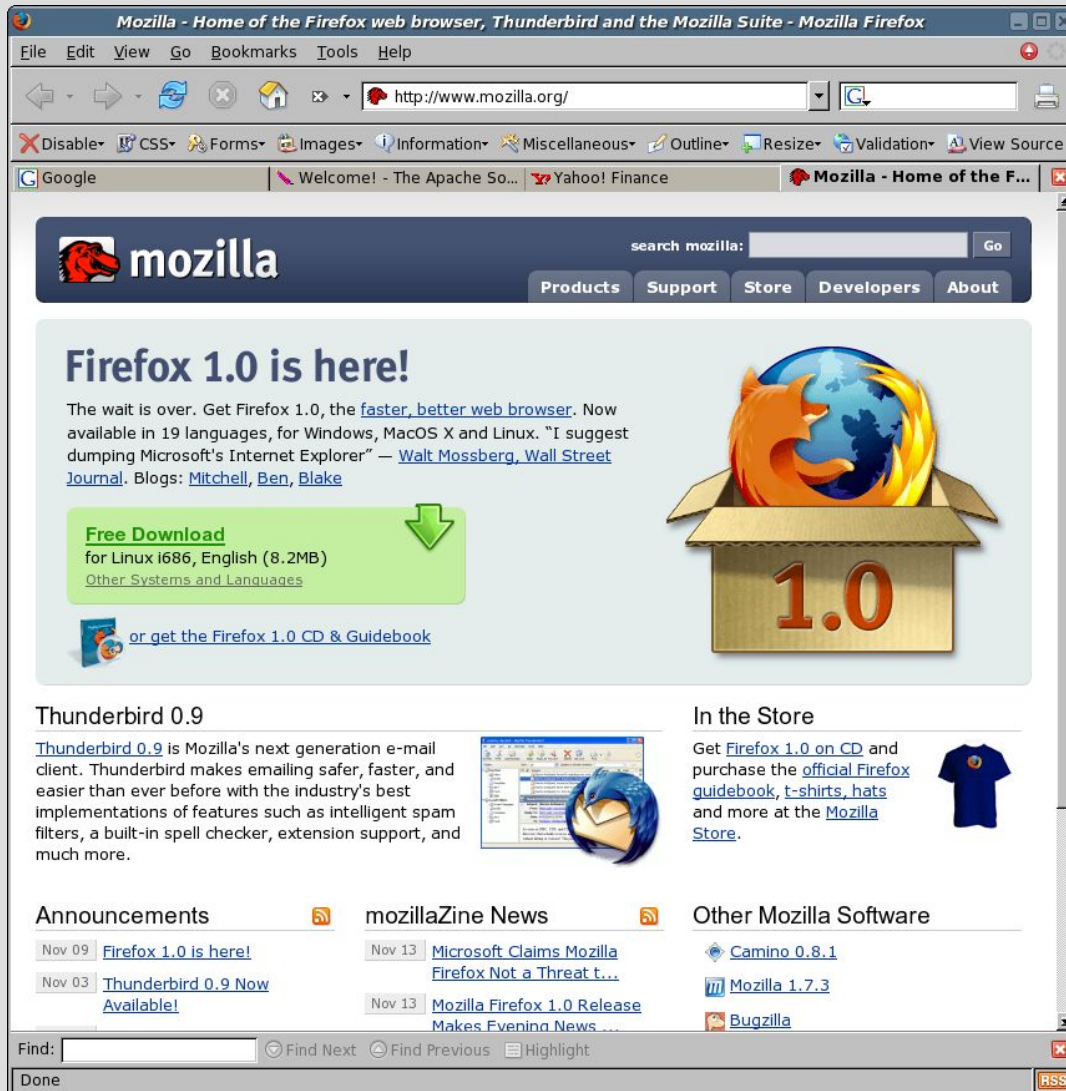 Mozilla - Home of the Firefox web browser, Thunderbird and the Mozilla Suite - Mozilla Firefox
File Edit View Go Bookmarks Tools Help
http://www.mozilla.org/
G
Disable CSS Forms Images Information Miscellaneous Outline Resize Validation View Source
Google Welcome! - The Apache So... Yahoo! Finance Mozilla - Home of the F...
mozilla
search mozilla: Go
Products Support Store Developers About
Firefox 1.0 is here!
The wait is over. Get Firefox 1.0, the faster, better web browser. Now
available in 19 languages, for Windows, MacOS X and Linux. "I suggest
dumping Microsoft's Internet Explorer" — Walt Mossberg, Wall Street
Journal. Blogs: Mitchell, Ben, Blake
Free Download
for Linux i686, English (8.2MB)
Other Systems and Languages
or get the Firefox 1.0 CD & Guidebook
1.0
Thunderbird 0.9
Thunderbird 0.9 is Mozilla's next generation e-mail
client. Thunderbird makes emailing safer, faster, and
easier than ever before with the industry's best
implementations of features such as intelligent spam
filters, a built-in spell checker, extension support, and
much more.
In the Store
Get Firefox 1.0 on CD and
purchase the official Firefox
guidebook, t-shirts, hats
and more at the Mozilla
Store.
Announcements
Nov 09 Firefox 1.0 is here!
Nov 03 Thunderbird 0.9 Now
Available!
mozillaZine News
Nov 13 Microsoft Claims Mozilla
Firefox Not a Threat t...
Nov 13 Mozilla Firefox 1.0 Release
Makes Evening News ...
Other Mozilla Software
Camino 0.8.1
Mozilla 1.7.3
Bugzilla
Find: Find Next Find Previous Highlight
Done RSS